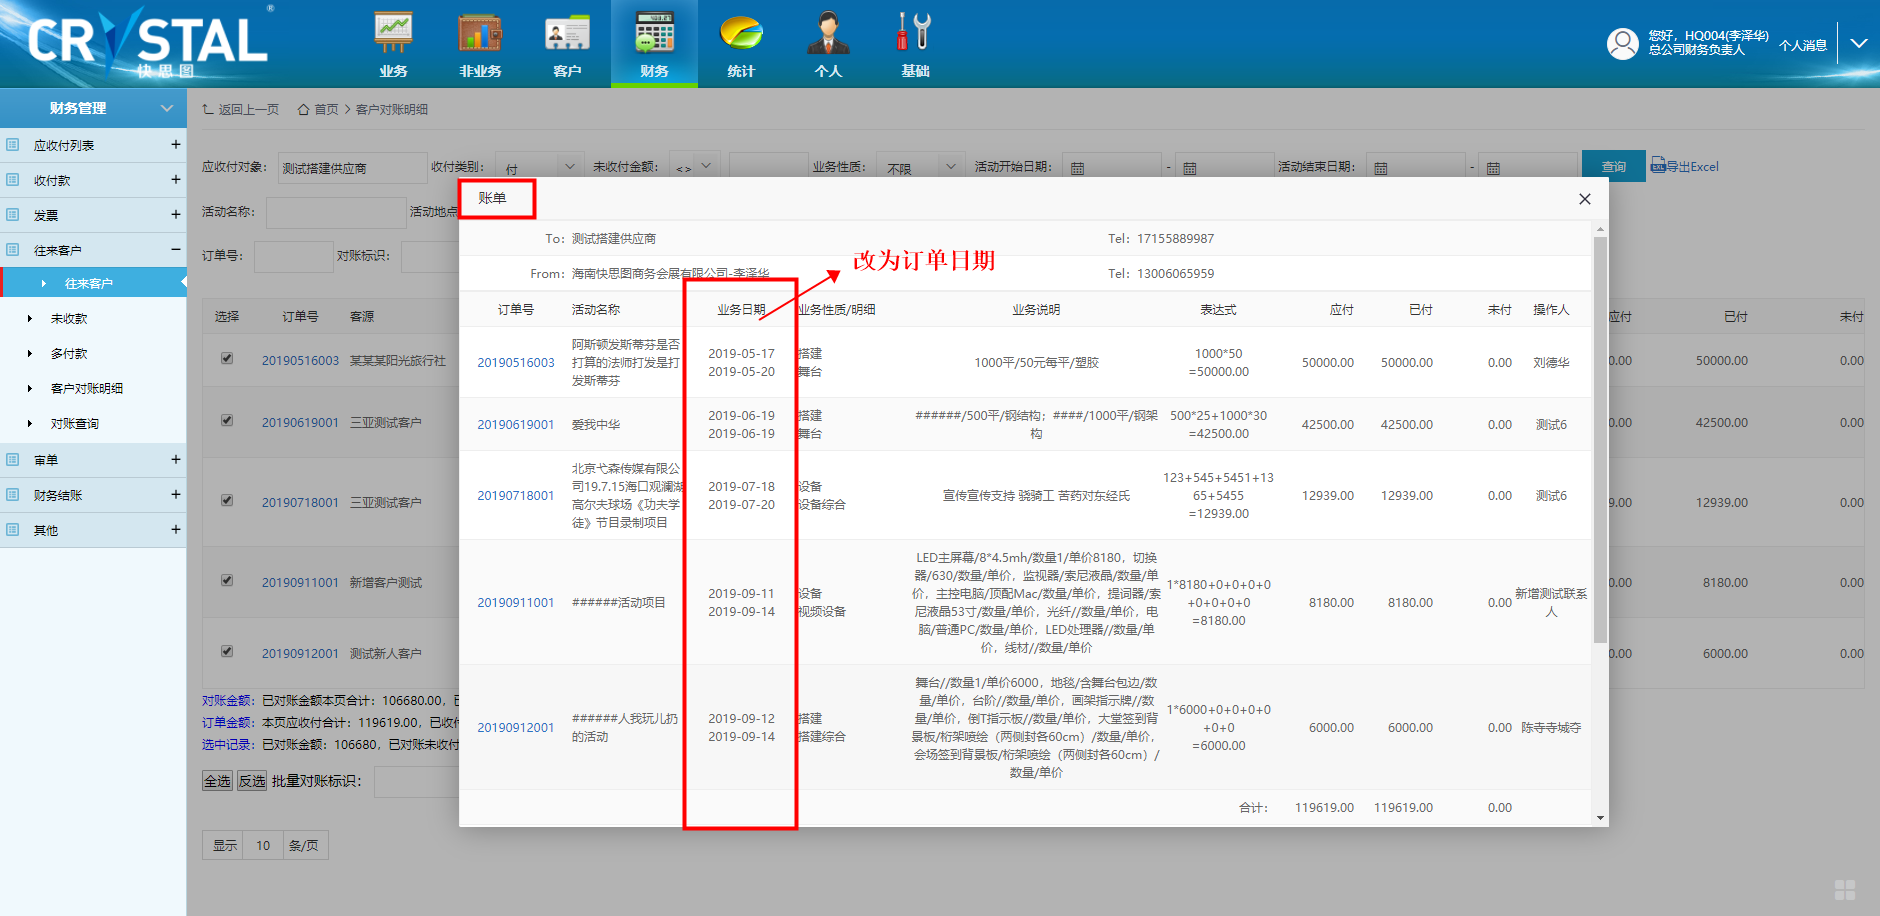 CRYSTAL
®
快思图
业务
非业务
客户
财务
统计
个人
基础
您好，HQ004(李泽华)
总公司财务负责人
个人消息
财务管理
应收付列表 +
收付款 +
发票 +
往来客户 −
往来客户
未收款
多付款
客户对账明细
对账查询
审单 +
财务结账 +
其他 +
返回上一页 首页 > 客户对账明细
应收付对象： 测试搭建供应商 收付类别： 付 未收付金额： <> 业务性质： 不限 活动开始日期： - 活动结束日期： - 查询 导出Excel
活动名称： 活动地点
订单号： 对账标识：
选择 订单号 客源 应付 已付 未付
20190516003 某某某阳光旅行社 0.00 50000.00 0.00
20190619001 三亚测试客户 0.00 42500.00 0.00
20190718001 三亚测试客户 9.00 12939.00 0.00
20190911001 新增客户测试 0.00 8180.00 0.00
20190912001 测试新人客户 0.00 6000.00 0.00
对账金额：已对账金额本页合计：106680.00，
订单金额：本页应收付合计：119619.00，已收付
选中记录：已对账金额：106680，已对账未收付
全选 反选 批量对账标识：
显示 10 条/页
账单
To： 测试搭建供应商 Tel： 17155889987
From： 海南快思图商务会展有限公司-李泽华 Tel： 13006065959
改为订单日期
订单号 活动名称 业务日期 业务性质/明细 业务说明 表达式 应付 已付 未付 操作人
20190516003
阿斯顿发斯蒂芬是否
打算的法师打发是打
发斯蒂芬
2019-05-17
2019-05-20
搭建
舞台
1000平/50元每平/塑胶
1000*50
=50000.00
50000.00 50000.00 0.00 刘德华
20190619001 爱我中华
2019-06-19
2019-06-19
搭建
舞台
######/500平/钢结构；####/1000平/钢架
构
500*25+1000*30
=42500.00
42500.00 42500.00 0.00 测试6
20190718001
北京弋森传媒有限公
司19.7.15海口观澜湖
高尔夫球场《功夫学
徒》节目录制项目
2019-07-18
2019-07-20
设备
设备综合
宣传宣传支持 骁骑工 苦药对东经氏
123+545+5451+13
65+5455
=12939.00
12939.00 12939.00 0.00 测试6
20190911001 ######活动项目
2019-09-11
2019-09-14
设备
视频设备
LED主屏幕/8*4.5mh/数量1/单价8180，切换
器/630/数量/单价，监视器/索尼液晶/数量/单
价，主控电脑/顶配Mac/数量/单价，提词器/索
尼液晶53寸/数量/单价，光纤//数量/单价，电
脑/普通PC/数量/单价，LED处理器//数量/单
价，线材//数量/单价
1*8180+0+0+0+0
+0+0+0+0
=8180.00
8180.00 8180.00 0.00
新增测试联系
人
20190912001
######人我玩儿扔
的活动
2019-09-12
2019-09-14
搭建
搭建综合
舞台//数量1/单价6000，地毯/含舞台包边/数
量/单价，台阶//数量/单价，画架指示牌//数
量/单价，倒T指示板//数量/单价，大堂签到背
景板/桁架喷绘（两侧封各60cm）/数量/单价，
会场签到背景板/桁架喷绘（两侧封各60cm）/
数量/单价
1*6000+0+0+0+0
+0+0
=6000.00
6000.00 6000.00 0.00 陈寺寺城夺
合计： 119619.00 119619.00 0.00